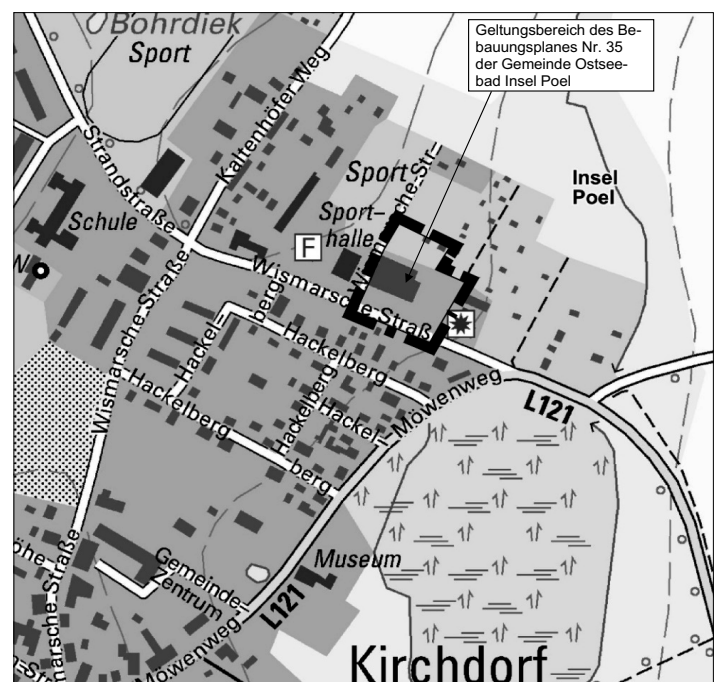 Bohrdiek
Sport
Geltungsbereich des Be-
bauungsplanes Nr. 35
der Gemeinde Ostsee-
bad Insel Poel
Kaltenhöfer Weg
Strandstraße
Sport
Wismarsche-Str-
Insel
Poel
Schule
Sport-
halle
F
Wismarsche Straß
Wismarsche-Straße
Hackel=
berg
Hackelberg
Hackelberg
Hackelberg
Hackel=
berg
Möwenweg
L121
Museum
Gemeinde-
zentrum
L121
Möwenweg
Kirchdorf